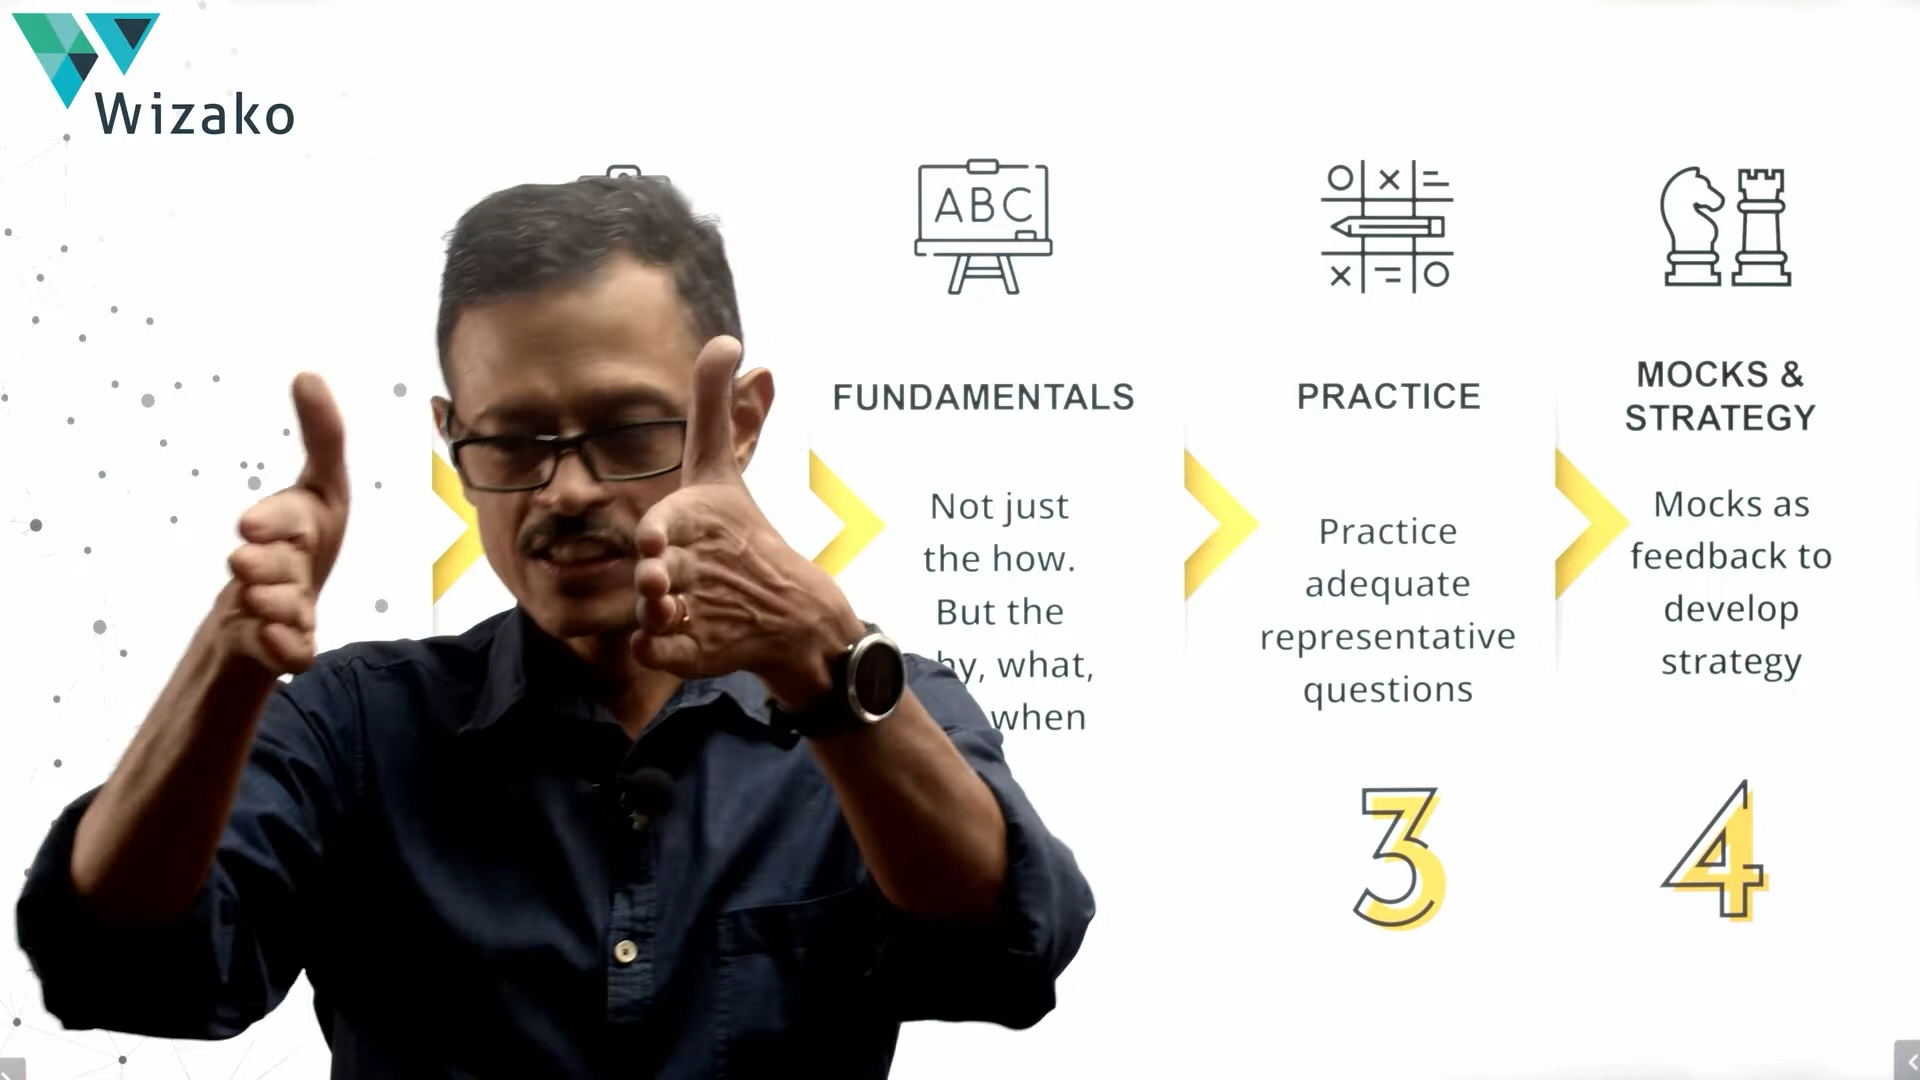 Wizako
ABC
FUNDAMENTALS
Not just
the how.
But the
what,
when
PRACTICE
Practice
adequate
representative
questions
3
MOCKS &
STRATEGY
Mocks as
feedback to
develop
strategy
4